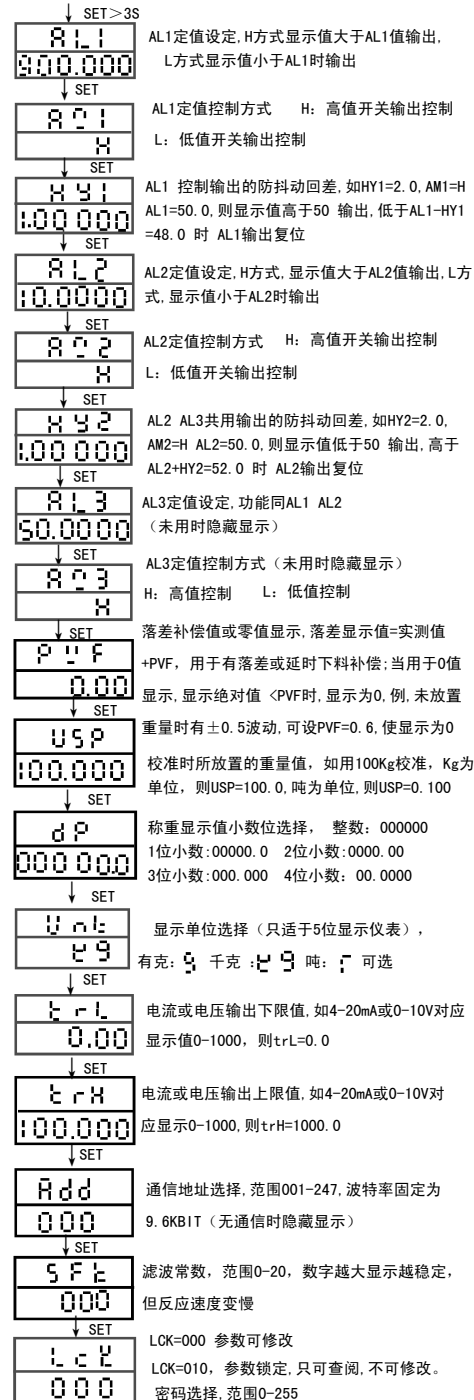 SET＞3S
AL1
900.000
AL1定值设定,H方式显示值大于AL1值输出,
L方式显示值小于AL1时输出
SET
AM1
H
AL1定值控制方式 H：高值开关输出控制
L：低值开关输出控制
SET
HY1
1.00000
AL1 控制输出的防抖动回差,如HY1=2.0,AM1=H
AL1=50.0,则显示值高于50 输出,低于AL1-HY1
=48.0 时 AL1输出复位
SET
AL2
10.0000
AL2定值设定,H方式,显示值大于AL2值输出,L方
式,显示值小于AL2时输出
SET
AM2
H
AL2定值控制方式 H：高值开关输出控制
L：低值开关输出控制
SET
HY2
1.00000
AL2 AL3共用输出的防抖动回差,如HY2=2.0,
AM2=H AL2=50.0,则显示值低于50 输出,高于
AL2+HY2=52.0 时 AL2输出复位
SET
AL3
50.0000
AL3定值设定,功能同AL1 AL2
（未用时隐藏显示）
SET
AM3
H
AL3定值控制方式（未用时隐藏显示）
H：高值控制 L：低值控制
SET
PVF
0.00
落差补偿值或零值显示,落差显示值=实测值
+PVF，用于有落差或延时下料补偿;当用于0值
显示,显示绝对值 <PVF时,显示为0,例,未放置
重量时有±0.5波动,可设PVF=0.6,使显示为0
SET
USP
100.000
校准时所放置的重量值，如用100Kg校准，Kg为
单位，则USP=100.0,吨为单位,则USP=0.100
SET
dP
000000
称重显示值小数位选择， 整数：000000
1位小数:00000.0 2位小数:0000.00
3位小数:000.000 4位小数：00.0000
SET
Unk
kg
显示单位选择（只适于5位显示仪表），
有克：g 千克：kg 吨：r 可选
SET
trL
0.00
电流或电压输出下限值,如4-20mA或0-10V对应
显示值0-1000，则trL=0.0
SET
trH
100.000
电流或电压输出上限值,如4-20mA或0-10V对
应显示0-1000,则trH=1000.0
SET
Add
000
通信地址选择,范围001-247,波特率固定为
9.6KBIT（无通信时隐藏显示）
SET
SFt
000
滤波常数，范围0-20，数字越大显示越稳定，
但反应速度变慢
SET
LcK
000
LCK=000 参数可修改
LCK=010，参数锁定,只可查阅,不可修改。
密码选择,范围0-255